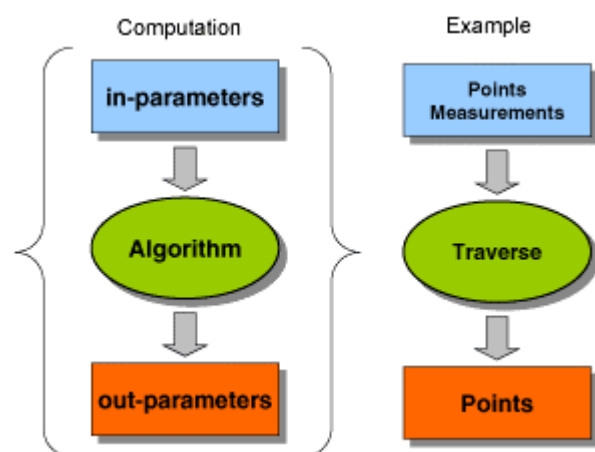 Computation
in-parameters
Algorithm
out-parameters
Example
Points
Measurements
Traverse
Points